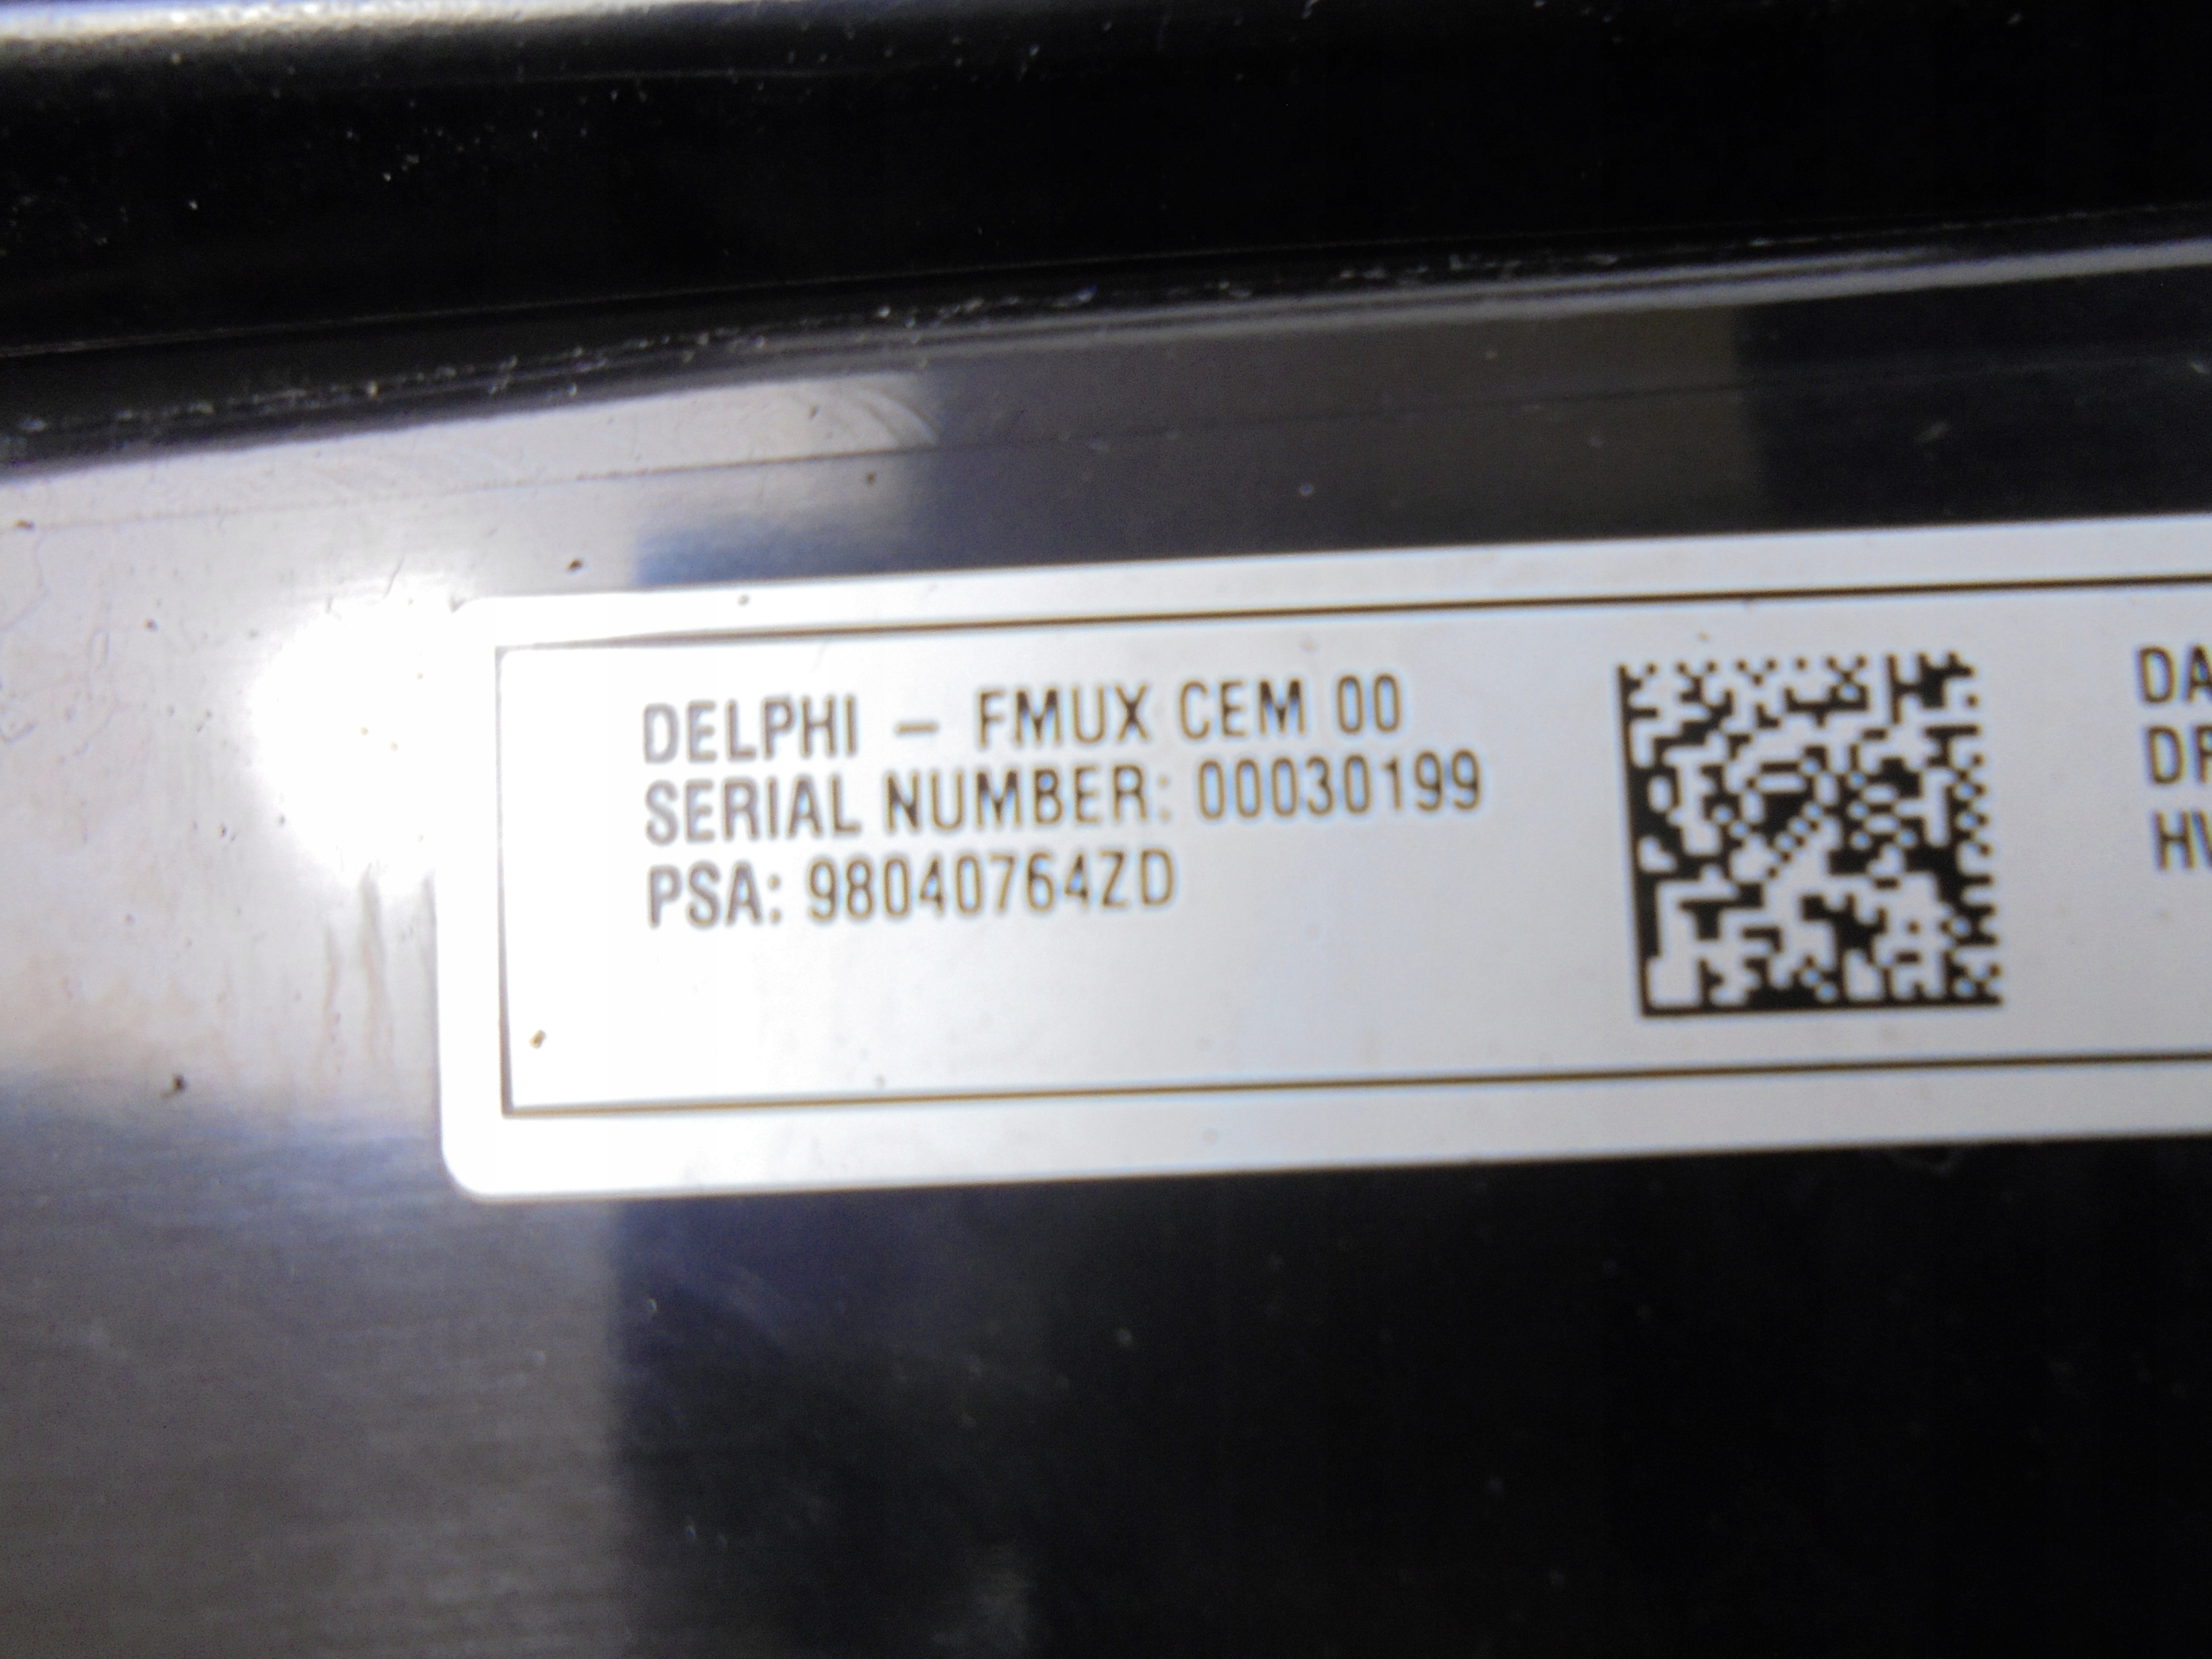 DELPHI – FMUX CEM 00
SERIAL NUMBER: 00030199
PSA: 98040764ZD